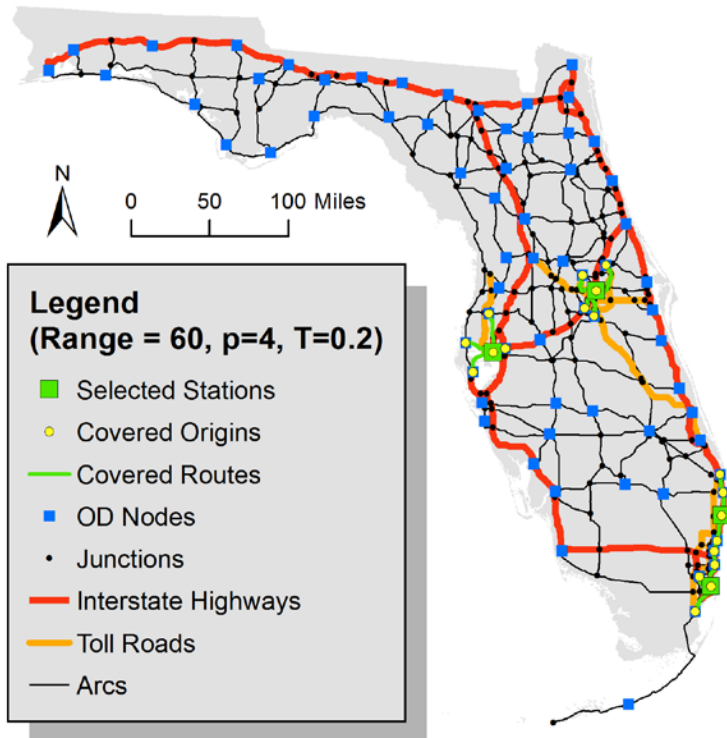 N
0 50 100 Miles
Legend
(Range = 60, p=4, T=0.2)
Selected Stations
Covered Origins
Covered Routes
OD Nodes
Junctions
Interstate Highways
Toll Roads
Arcs